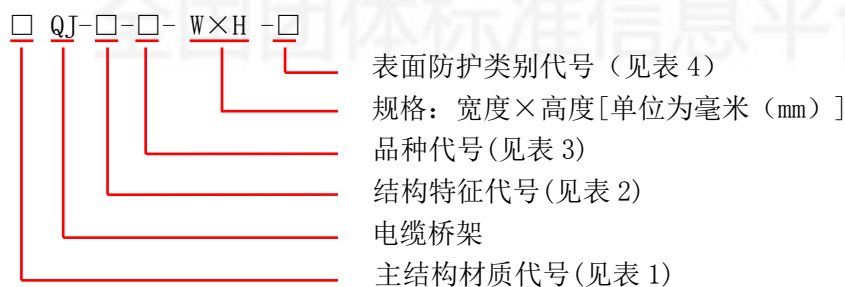 □ QJ-□-□- W×H -□
表面防护类别代号（见表 4）
规格：宽度×高度[单位为毫米（mm）]
品种代号(见表 3)
结构特征代号(见表 2)
电缆桥架
主结构材质代号(见表 1)